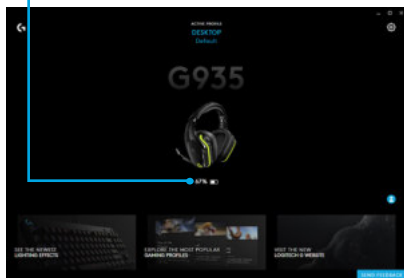 ACTIVE PROFILE
DESKTOP
Default
G935
67%
SEE THE NEWEST
LIGHTING EFFECTS
EXPLORE THE MOST POPULAR
GAMING PROFILES
VISIT THE NEW
LOGITECH G WEBSITE
SEND FEEDBACK